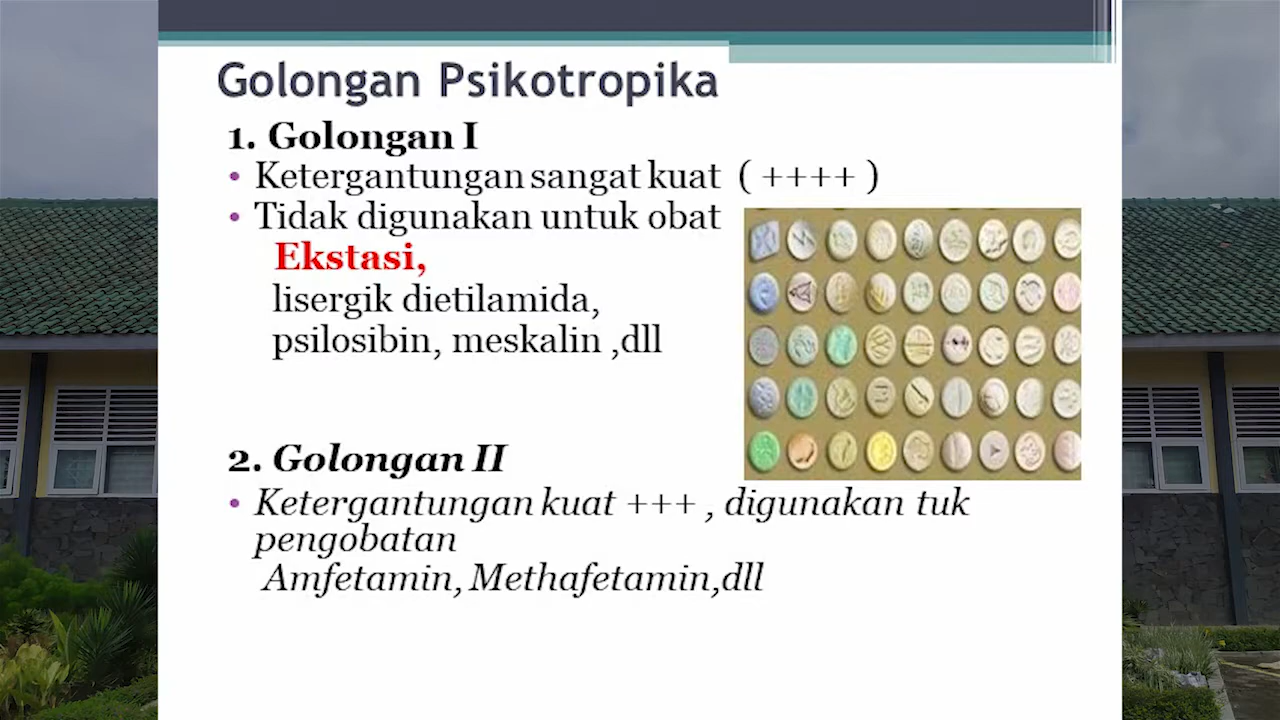 Golongan Psikotropika
1. Golongan I
• Ketergantungan sangat kuat ( ++++ )
• Tidak digunakan untuk obat
Ekstasi,
lisergik dietilamida,
psilosibin, meskalin ,dll
2. Golongan II
• Ketergantungan kuat +++ , digunakan tuk
pengobatan
Amfetamin, Methafetamin,dll